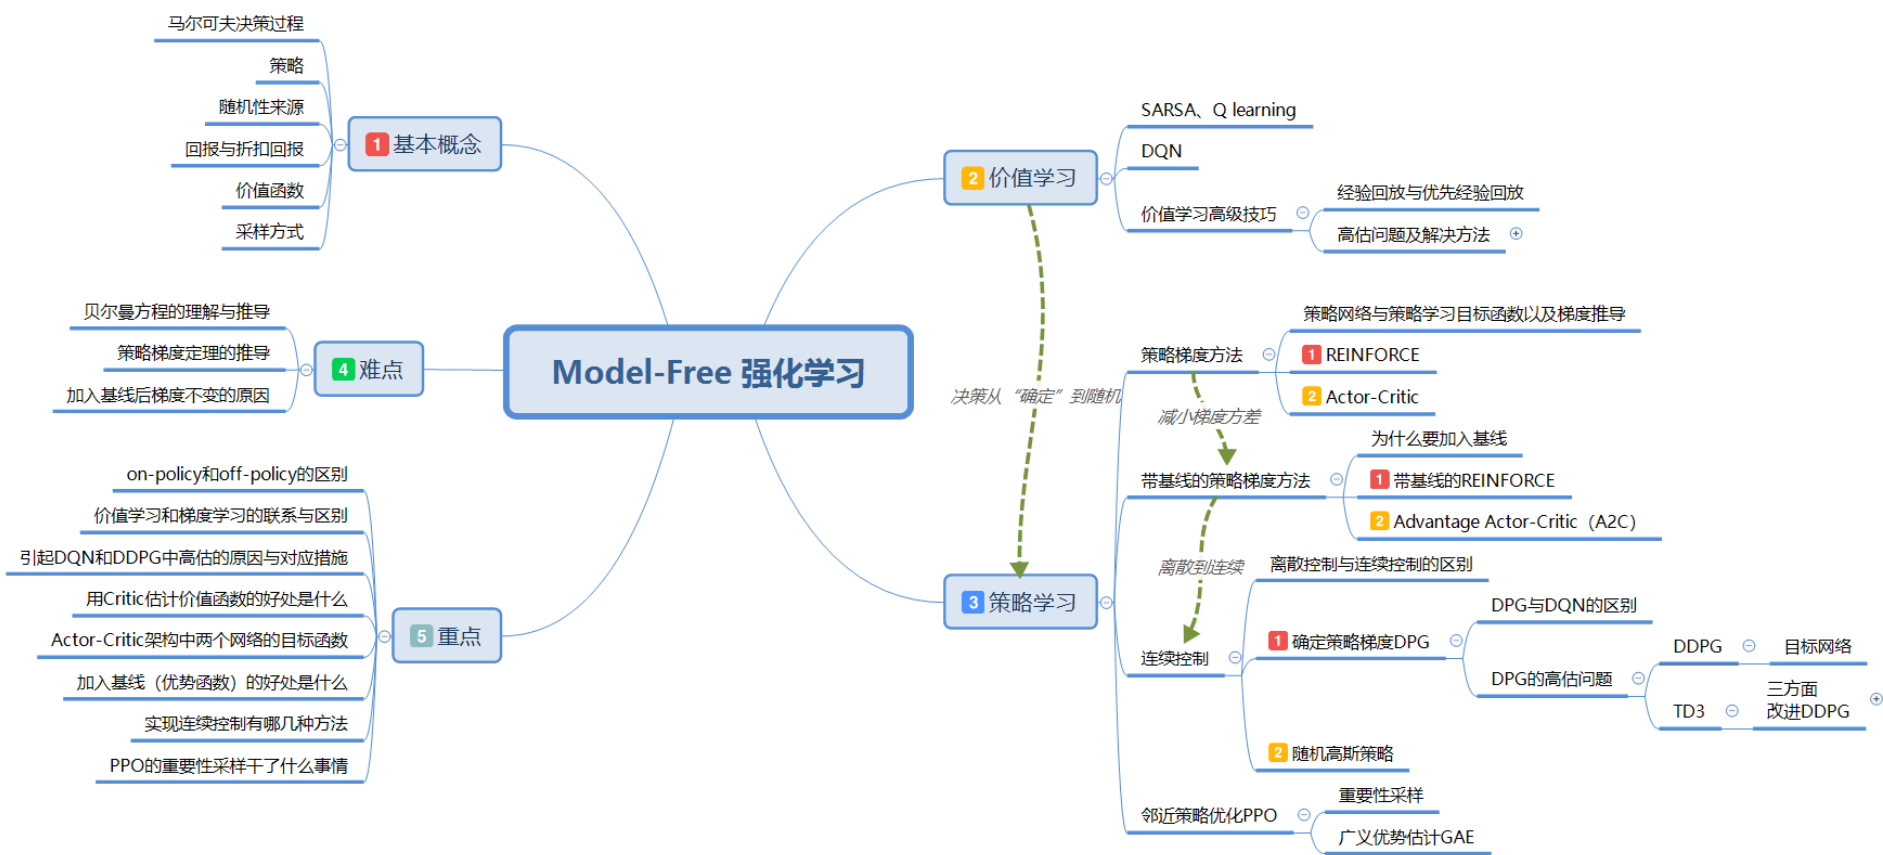 Model-Free 强化学习
1 基本概念
马尔可夫决策过程
策略
随机性来源
回报与折扣回报
价值函数
采样方式
2 价值学习
SARSA、Q learning
DQN
价值学习高级技巧
经验回放与优先经验回放
高估问题及解决方法
决策从“确定”到随机
3 策略学习
策略梯度方法
策略网络与策略学习目标函数以及梯度推导
1 REINFORCE
2 Actor-Critic
减小梯度方差
带基线的策略梯度方法
为什么要加入基线
1 带基线的REINFORCE
2 Advantage Actor-Critic（A2C）
离散到连续
连续控制
离散控制与连续控制的区别
1 确定策略梯度DPG
DPG与DQN的区别
DPG的高估问题
DDPG
目标网络
TD3
三方面
改进DDPG
2 随机高斯策略
邻近策略优化PPO
重要性采样
广义优势估计GAE
4 难点
贝尔曼方程的理解与推导
策略梯度定理的推导
加入基线后梯度不变的原因
5 重点
on-policy和off-policy的区别
价值学习和梯度学习的联系与区别
引起DQN和DDPG中高估的原因与对应措施
用Critic估计价值函数的好处是什么
Actor-Critic架构中两个网络的目标函数
加入基线（优势函数）的好处是什么
实现连续控制有哪几种方法
PPO的重要性采样干了什么事情